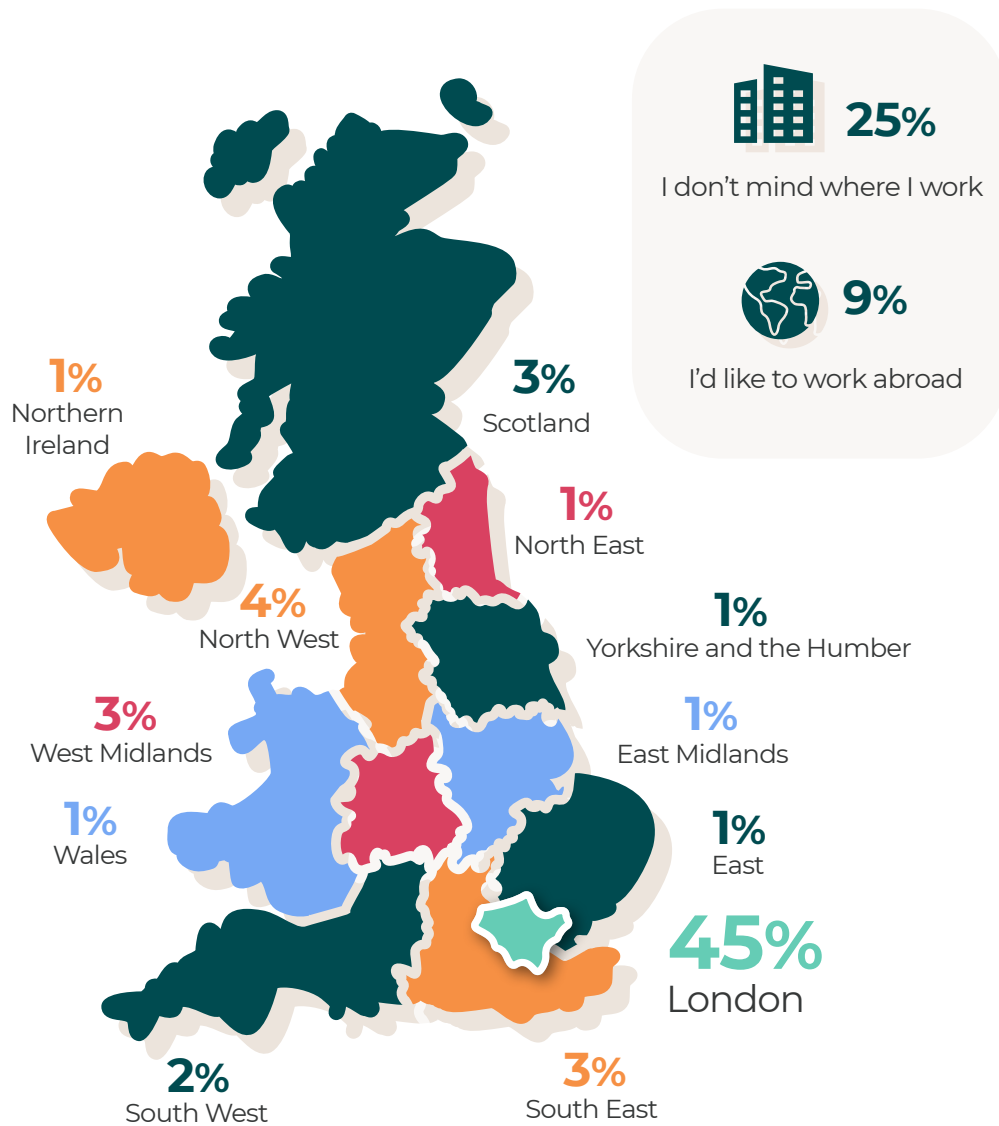 25%
I don’t mind where I work
9%
I’d like to work abroad
1%
Northern
Ireland
3%
Scotland
1%
North East
4%
North West
1%
Yorkshire and the Humber
3%
West Midlands
1%
East Midlands
1%
Wales
1%
East
45%
London
2%
South West
3%
South East